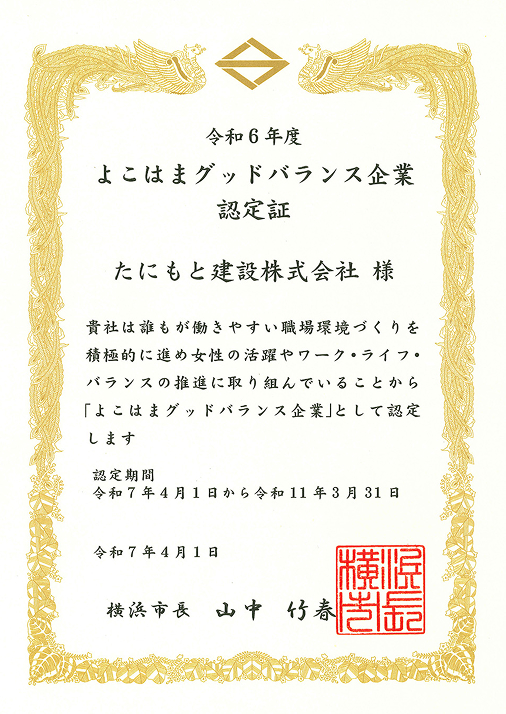 令和6年度
よこはまグッドバランス企業
認定証
たにもと建設株式会社 様
貴社は誰もが働きやすい職場環境づくりを
積極的に進め女性の活躍やワーク・ライフ・
バランスの推進に取り組んでいることから
「よこはまグッドバランス企業」として認定
します
認定期間
令和7年4月1日から令和11年3月31日
令和7年4月1日
横浜市長 山中 竹春
横浜市長